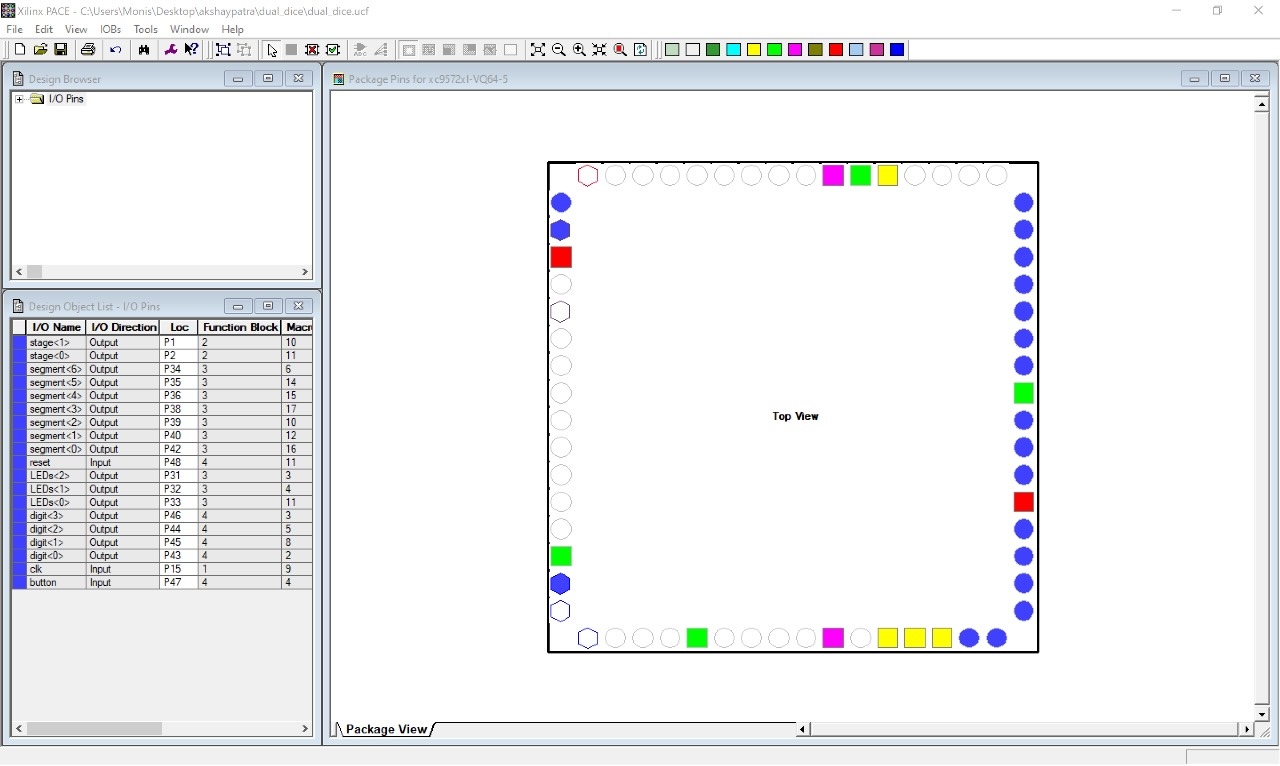 Xilinx PACE - C:\Users\Monis\Desktop\akshaypatra\dual_dice\dual_dice.ucf
File Edit View IOBs Tools Window Help
Design Browser
I/O Pins
Design Object List - I/O Pins
I/O Name I/O Direction Loc Function Block Macr
stage<1> Output P1 2 10
stage<0> Output P2 2 11
segment<6> Output P34 3 6
segment<5> Output P35 3 14
segment<4> Output P36 3 15
segment<3> Output P38 3 17
segment<2> Output P39 3 10
segment<1> Output P40 3 12
segment<0> Output P42 3 16
reset Input P48 4 11
LEDs<2> Output P31 3 3
LEDs<1> Output P32 3 4
LEDs<0> Output P33 3 11
digit<3> Output P46 4 3
digit<2> Output P44 4 5
digit<1> Output P45 4 8
digit<0> Output P43 4 2
clk Input P15 1 9
button Input P47 4 4
Package Pins for xc9572xl-VQ64-5
Top View
Package View